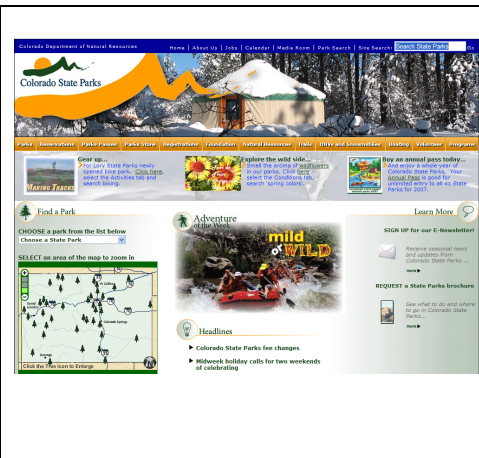 Colorado Department of Natural Resources
Home | About Us | Jobs | Calendar | Media Room | Park Search | Site Search: Search State Parks Go
Colorado State Parks
Parks Reservations Parks Passes Parks Store Registrations Foundation Natural Resources Trails OHVs and Snowmobiles Boating Volunteer Programs
Gear up...
For Lory State Parks newly
opened bike park. Click here,
select the Activities tab and
search biking.
MAKING TRACKS
Explore the wild side...
Smell the aroma of wildflowers
in our parks. Click here
select the Conditions tab,
search 'spring colors'.
Buy an annual pass today...
And enjoy a whole year of
Colorado State Parks. Your
Annual Pass is good for
unlimited entry to all 41 State
Parks for 2007.
Find a Park
CHOOSE a park from the list below
Choose a State Park
SELECT an area of the map to zoom in
Ft. Collins
Colorado Springs
Durango
Click the Tree Icon to Enlarge
Adventure
of the Week
mild
or WILD
Headlines
Colorado State Parks fee changes
Midweek holiday calls for two weekends
of celebrating
Learn More
SIGN UP for our E-Newsletter!
Receive seasonal news
and updates from
Colorado State Parks ...
more
REQUEST a State Parks brochure
See what to do and where
to go in Colorado State
Parks...
more